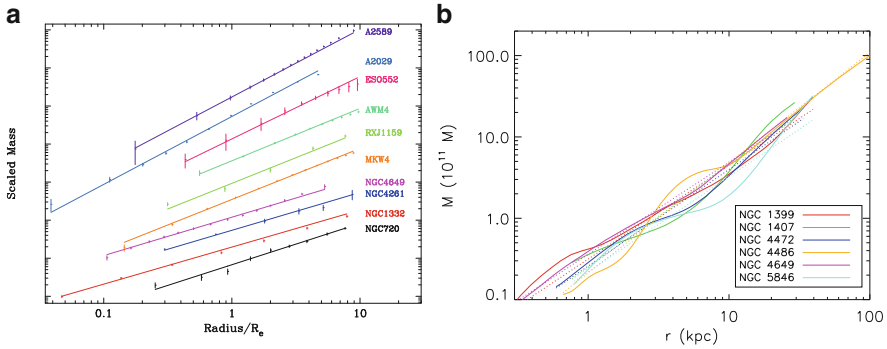 a
A2589
A2029
ESO552
AWM4
RXJ1159
MKW4
NGC4649
NGC4261
NGC1332
NGC720
Scaled Mass
0.1 1 10
Radius/Re
b
100.0
10.0
1.0
0.1
M (10^11 M)
NGC 1399
NGC 1407
NGC 4472
NGC 4486
NGC 4649
NGC 5846
1 10 100
r (kpc)